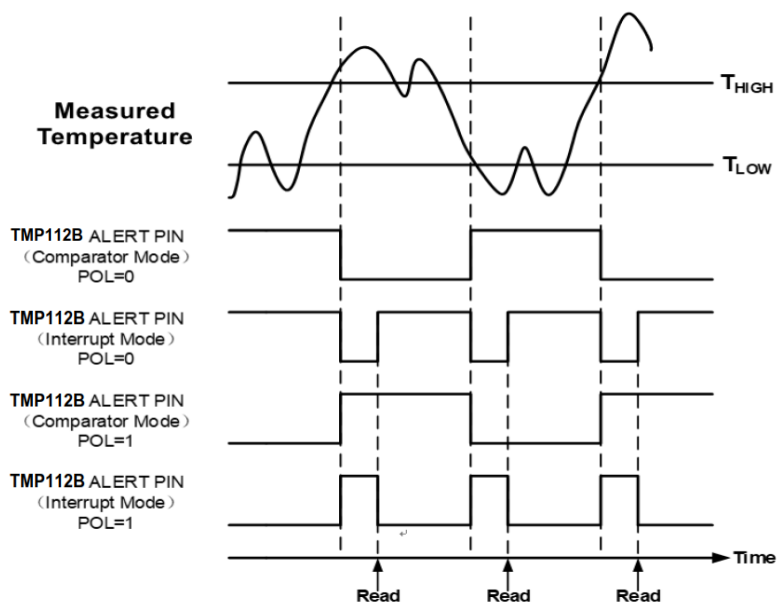 Measured
Temperature
THIGH
TLOW
TMP112B ALERT PIN
（Comparator Mode）
POL=0
TMP112B ALERT PIN
（Interrupt Mode）
POL=0
TMP112B ALERT PIN
（Comparator Mode）
POL=1
TMP112B ALERT PIN
（Interrupt Mode）
POL=1
Time
Read
Read
Read